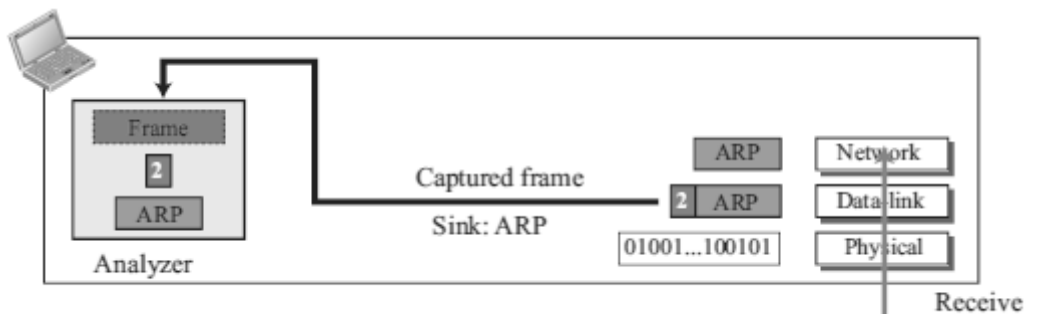 Frame
2
ARP
Analyzer
Captured frame
Sink: ARP
ARP
Network
2 ARP
Data-link
01001...100101
Physical
Receive